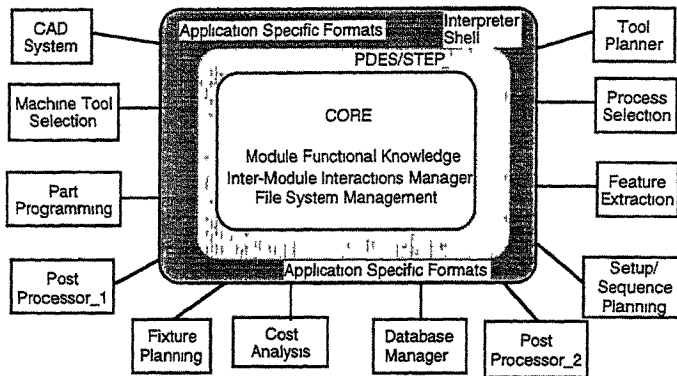 CAD
System
Machine Tool
Selection
Part
Programming
Post
Processor_1
Fixture
Planning
Cost
Analysis
Database
Manager
Post
Processor_2
Setup/
Sequence
Planning
Feature
Extraction
Process
Selection
Tool
Planner
Application Specific Formats
Interpreter
Shell
PDES/STEP
CORE
Module Functional Knowledge
Inter-Module Interactions Manager
File System Management
Application Specific Formats